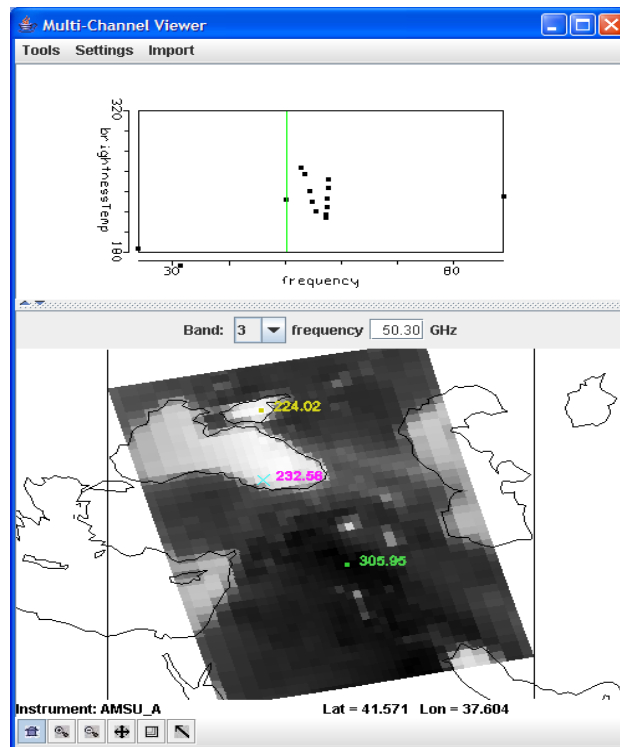 Multi-Channel Viewer
Tools Settings Import
320
brightnessTemp
180
30
80
frequency
Band: 3 frequency 50.30 GHz
224.02
232.56
305.95
Instrument: AMSU_A Lat = 41.571 Lon = 37.604